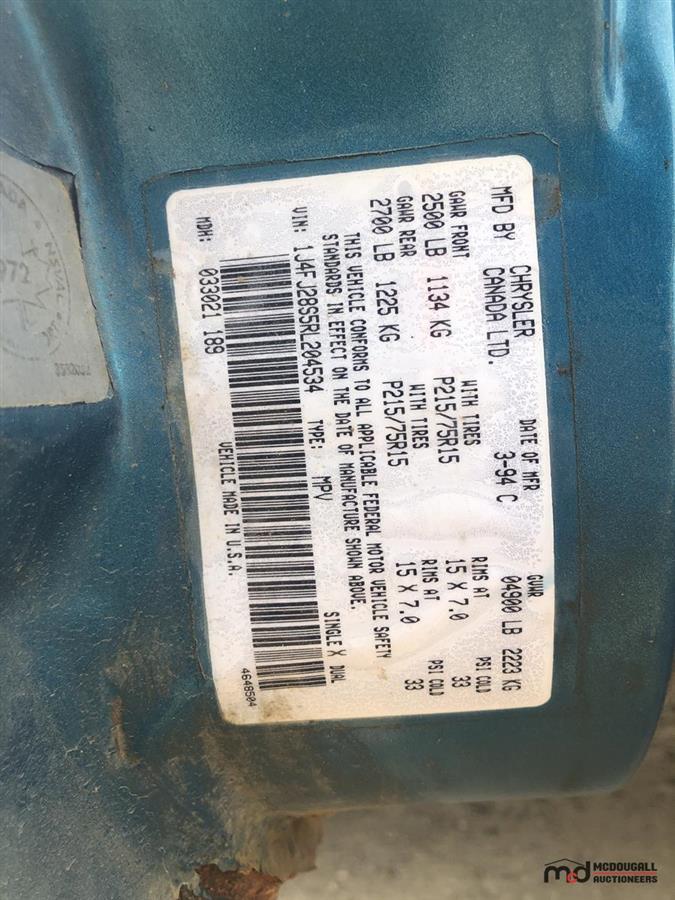 MFD BY CHRYSLER CANADA LTD.
DATE OF MFR 3-94 C
GVWR 04900 LB 2223 KG
GAWR FRONT WITH TIRES RIMS AT PSI COLD
2500 LB 1134 KG P215/75R15 15 X 7.0 33
GAWR REAR WITH TIRES RIMS AT PSI COLD
2700 LB 1225 KG P215/75R15 15 X 7.0 33
THIS VEHICLE CONFORMS TO ALL APPLICABLE FEDERAL MOTOR VEHICLE SAFETY
STANDARDS IN EFFECT ON THE DATE OF MANUFACTURE SHOWN ABOVE.
VIN: 1J4FJ28S5RL204534 TYPE: MPV SINGLE X DUAL
MDH: 033021 189 VEHICLE MADE IN U.S.A. 4648504
072
md MCDOUGALL
AUCTIONEERS